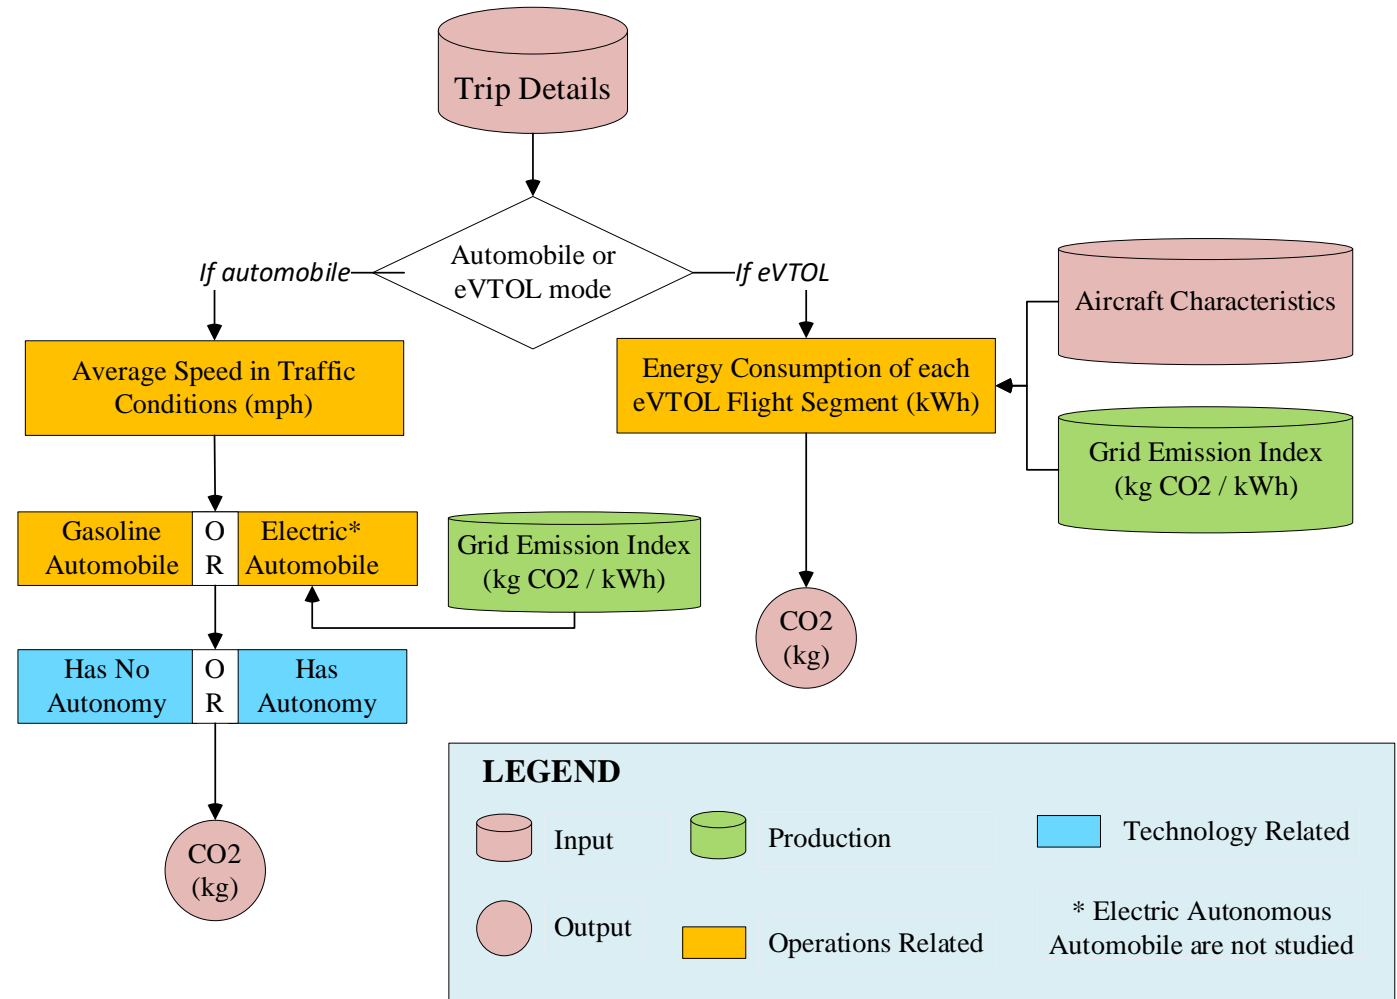 Trip Details
Automobile or
eVTOL mode
If automobile
If eVTOL
Aircraft Characteristics
Average Speed in Traffic
Conditions (mph)
Energy Consumption of each
eVTOL Flight Segment (kWh)
Grid Emission Index
(kg CO2 / kWh)
Gasoline
Automobile
O
R
Electric*
Automobile
Grid Emission Index
(kg CO2 / kWh)
CO2
(kg)
Has No
Autonomy
O
R
Has
Autonomy
CO2
(kg)
LEGEND
Input
Production
Technology Related
Output
Operations Related
* Electric Autonomous
Automobile are not studied